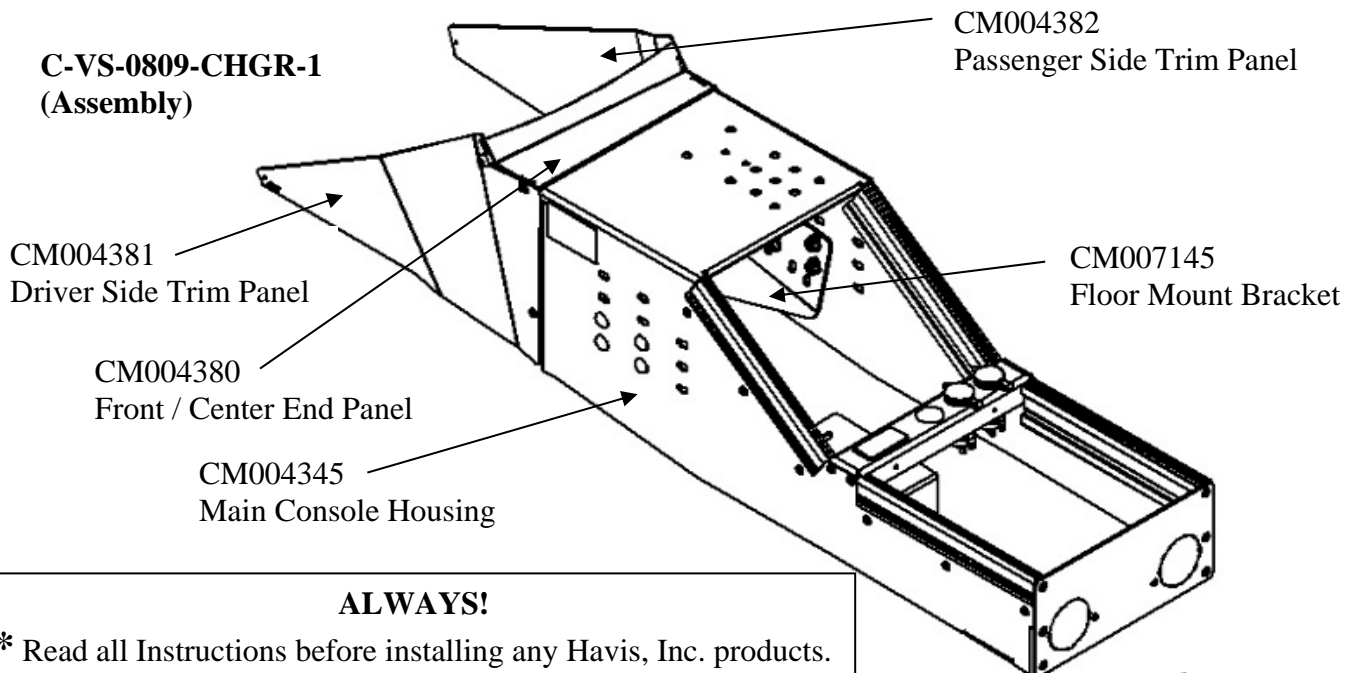 C-VS-0809-CHGR-1
(Assembly)
CM004382
Passenger Side Trim Panel
CM004381
Driver Side Trim Panel
CM007145
Floor Mount Bracket
CM004380
Front / Center End Panel
CM004345
Main Console Housing
ALWAYS!
* Read all Instructions before installing any Havis, Inc. products.